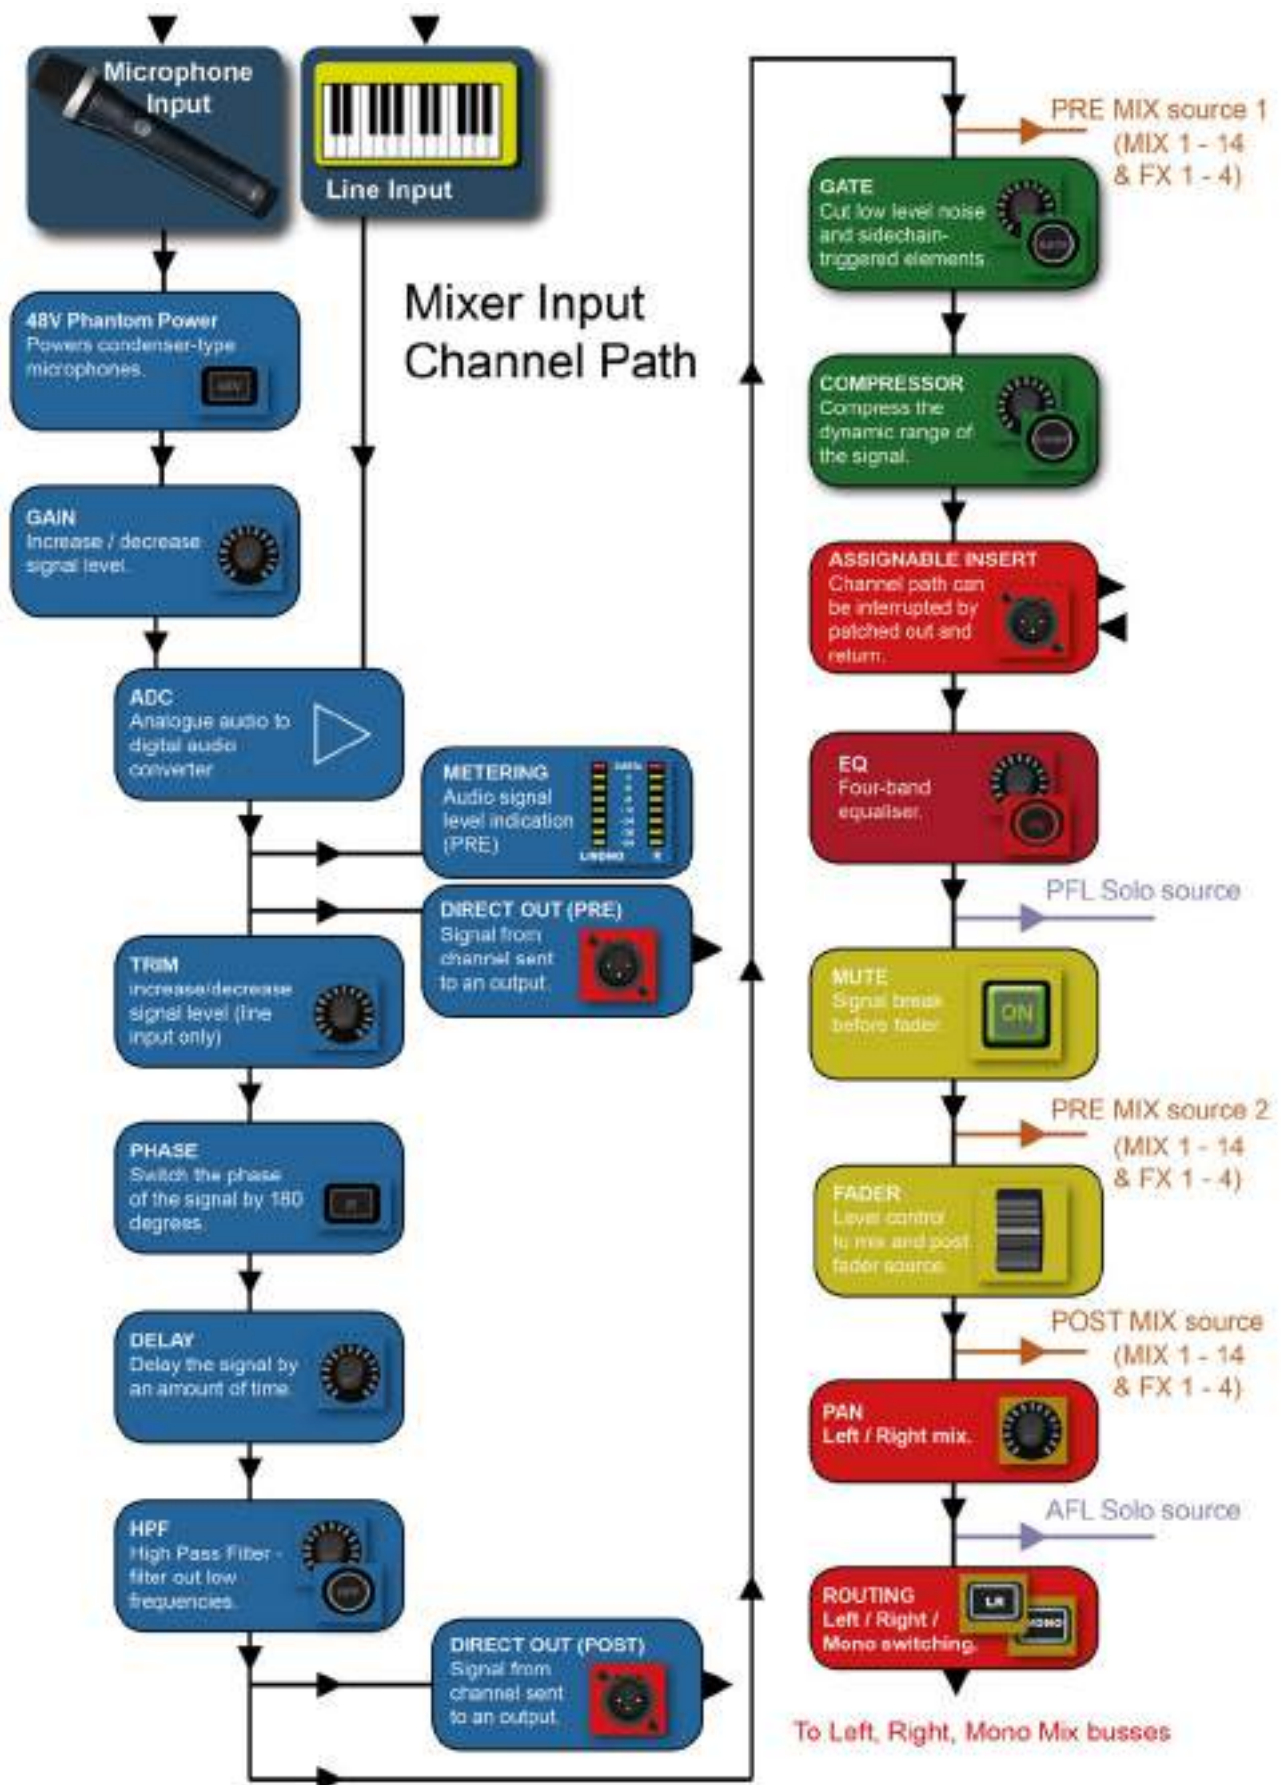 Microphone
Input
Line Input
Mixer Input
Channel Path
48V Phantom Power
Powers condenser-type
microphones.
48V
GAIN
Increase / decrease
signal level.
ADC
Analogue audio to
digital audio
converter
METERING
Audio signal
level indication
(PRE)
L/MONO R
DIRECT OUT (PRE)
Signal from
channel sent
to an output.
TRIM
increase/decrease
signal level (line
input only)
PHASE
Switch the phase
of the signal by 180
degrees.
DELAY
Delay the signal by
an amount of time.
HPF
High Pass Filter -
filter out low
frequencies.
HPF
DIRECT OUT (POST)
Signal from
channel sent
to an output.
PRE MIX source 1
(MIX 1 - 14
& FX 1 - 4)
GATE
Cut low level noise
and sidechain-
triggered elements
COMPRESSOR
Compress the
dynamic range of
the signal.
ASSIGNABLE INSERT
Channel path can
be interrupted by
patched out and
return.
EQ
Four-band
equaliser.
PFL Solo source
MUTE
Signal break
before fader.
ON
PRE MIX source 2
(MIX 1 - 14
& FX 1 - 4)
FADER
Level control
to mix and post
fader source.
POST MIX source
(MIX 1 - 14
& FX 1 - 4)
PAN
Left / Right mix.
AFL Solo source
ROUTING
Left / Right /
Mono switching.
LR
MONO
To Left, Right, Mono Mix busses